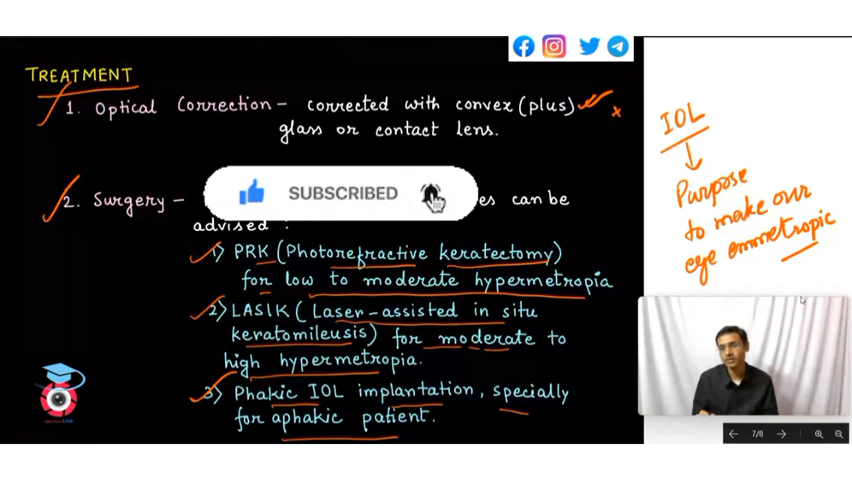 TREATMENT
1. Optical Correction - corrected with convex (plus)
glass or contact lens.
2. Surgery - es can be
SUBSCRIBED
advised :
1) PRK (Photorefractive keratectomy)
for low to moderate hypermetropia
2) LASIK ( Laser-assisted in situ
keratomileusis) for moderate to
high hypermetropia.
3) Phakic IOL implantation, specially
for aphakic patient.
IOL
Purpose
to make our
eye emmetropic
7/8